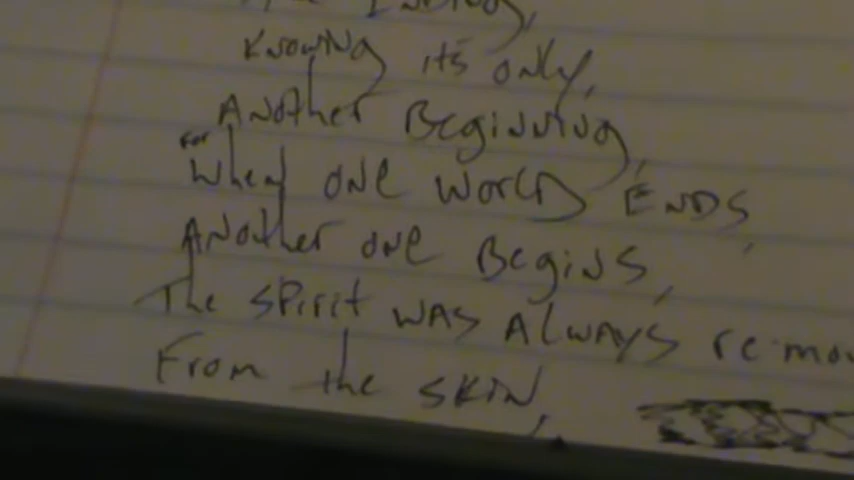 Knowing its only,
Another Beginning,
For
When one world ENDS,
Another one Begins,
The spirit was always
From the skin,